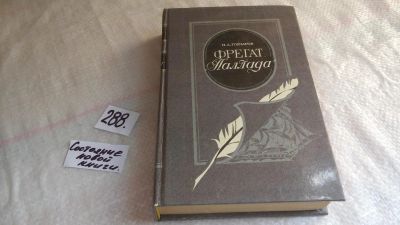 И. А. ГОНЧАРОВ
ФРЕГАТ
Паллада
288.
Состояние
новой
книги.